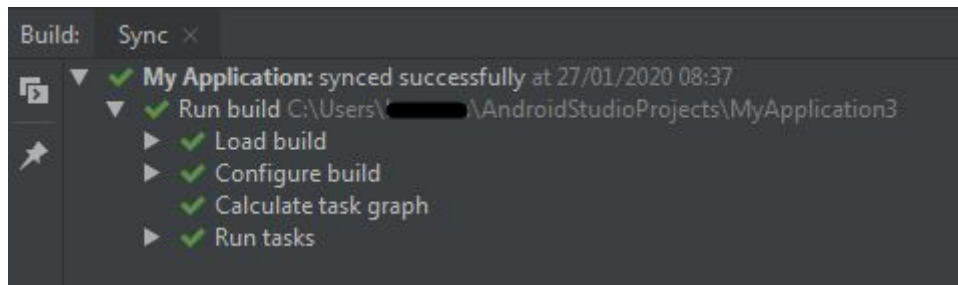 Build: Sync ×
My Application: synced successfully at 27/01/2020 08:37
Run build C:\Users\ \AndroidStudioProjects\MyApplication3
Load build
Configure build
Calculate task graph
Run tasks